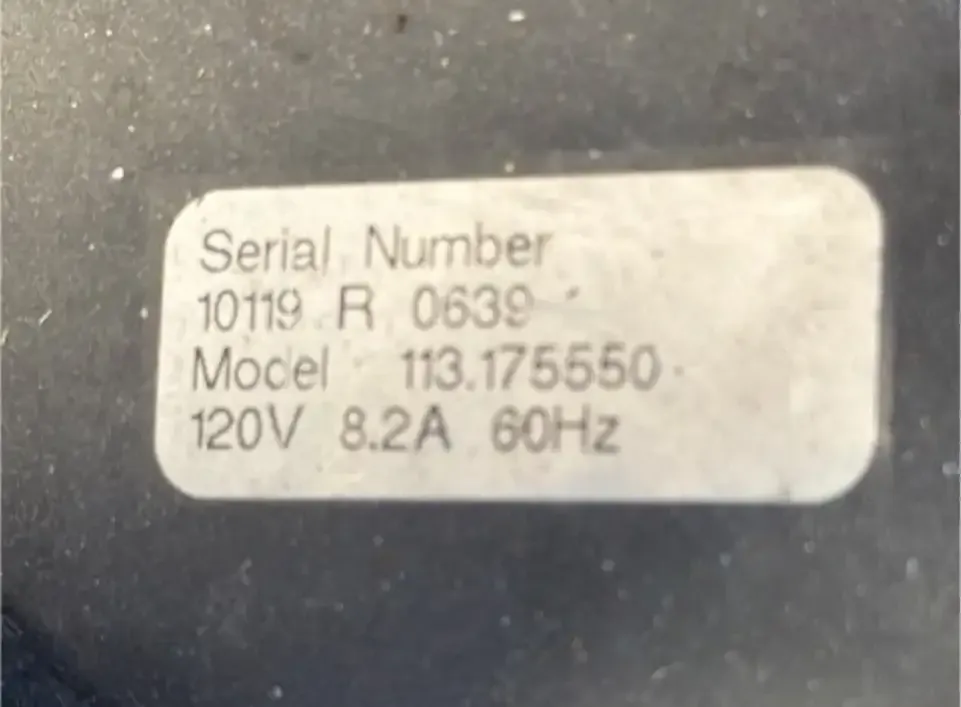 Serial Number
10119 R 0639
Model 113.175550
120V 8.2A 60Hz